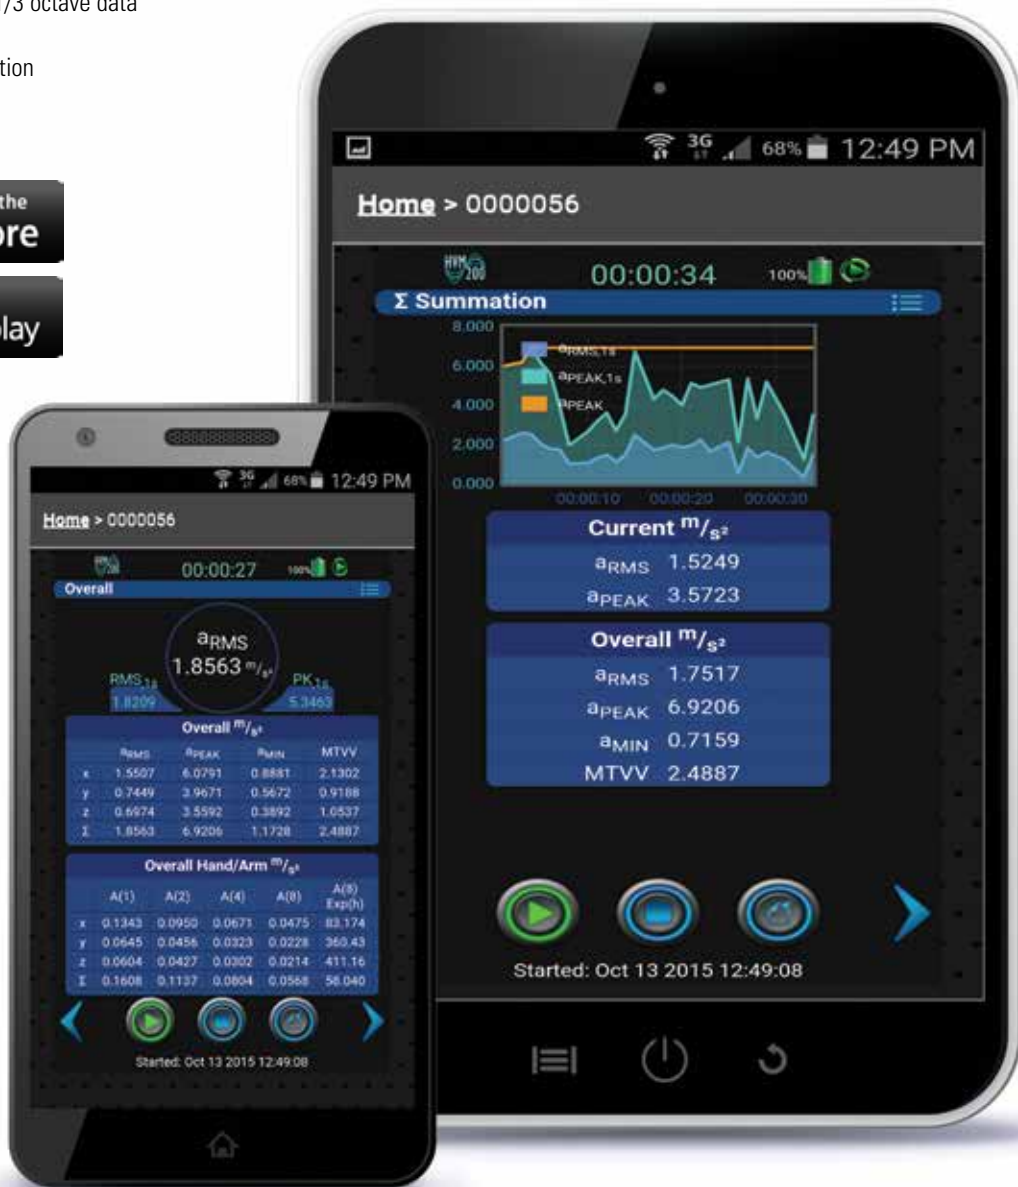 1/3 octave data
tion
the
ore
lay
3G 68% 12:49 PM
Home > 0000056
HVM 200 00:00:34 100%
Σ Summation
8.000
6.000
4.000
2.000
0.000
aRMS,1s
aPEAK,1s
aPEAK
00:00:10 00:00:20 00:00:30
Current m/s²
aRMS 1.5249
aPEAK 3.5723
Overall m/s²
aRMS 1.7517
aPEAK 6.9206
aMIN 0.7159
MTVV 2.4887
Started: Oct 13 2015 12:49:08
3G 68% 12:49 PM
Home > 0000056
00:00:27 100%
Overall
aRMS
1.8563 m/s²
RMS,1s PK,1s
1.8209 5.3463
Overall m/s²
aRMS aPEAK aMIN MTVV
x 1.5507 6.0791 0.8881 2.1302
y 0.7449 3.9671 0.5672 0.9188
z 0.6974 3.5592 0.3892 1.0537
Σ 1.8563 6.9206 1.1728 2.4887
Overall Hand/Arm m/s²
A(1) A(2) A(4) A(8) A(8) Exp(h)
x 0.1343 0.0950 0.0671 0.0475 83.174
y 0.0645 0.0456 0.0323 0.0228 360.43
z 0.0604 0.0427 0.0302 0.0214 411.16
Σ 0.1608 0.1137 0.0804 0.0568 58.040
Started: Oct 13 2015 12:49:08